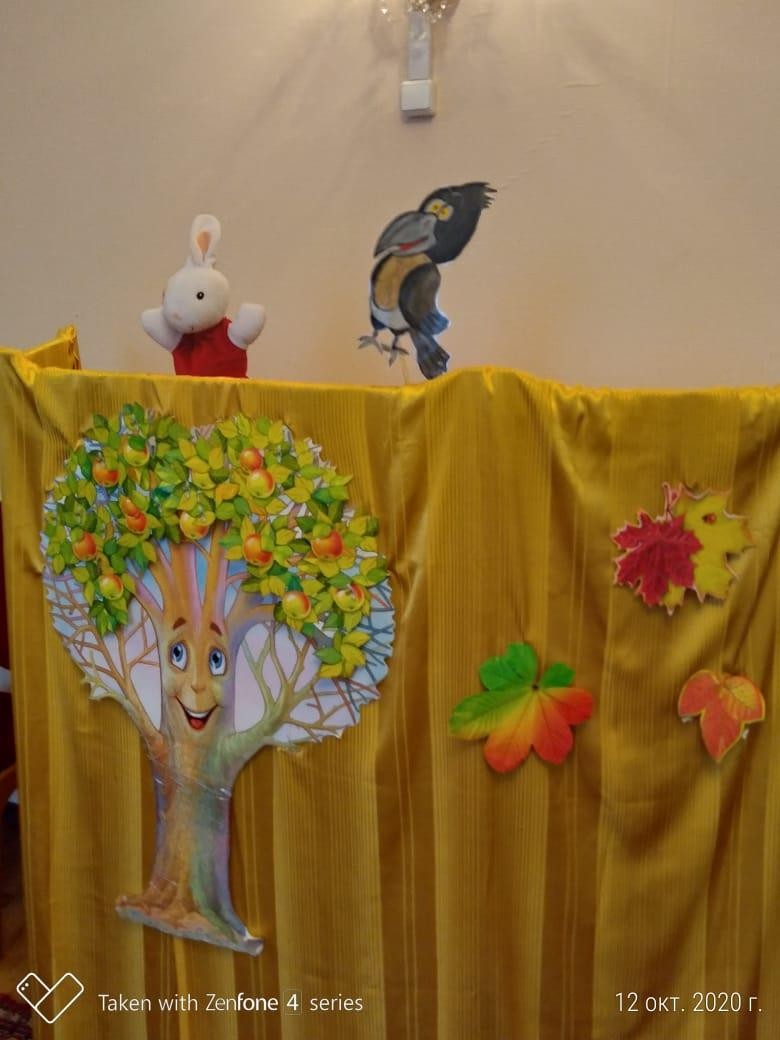 Taken with Zenfone 4 series
12 окт. 2020 г.